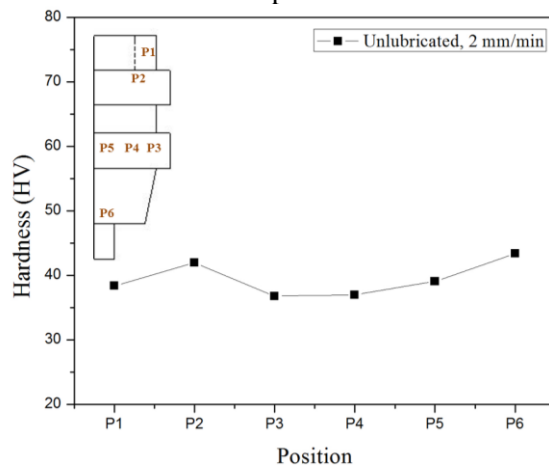 80
70
60
50
40
30
20
Hardness (HV)
Unlubricated, 2 mm/min
P1
P2
P5 P4 P3
P6
P1 P2 P3 P4 P5 P6
Position